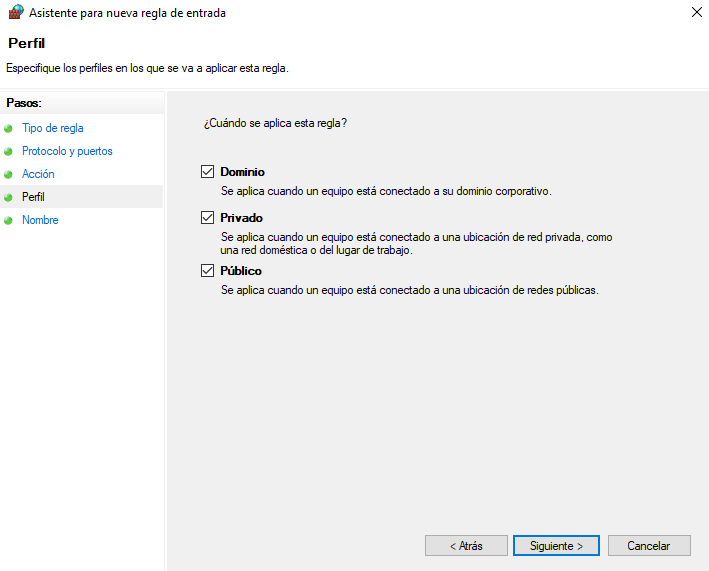 Asistente para nueva regla de entrada
Perfil
Especifique los perfiles en los que se va a aplicar esta regla.
Pasos:
Tipo de regla
Protocolo y puertos
Acción
Perfil
Nombre
¿Cuándo se aplica esta regla?
Dominio
Se aplica cuando un equipo está conectado a su dominio corporativo.
Privado
Se aplica cuando un equipo está conectado a una ubicación de red privada, como
una red doméstica o del lugar de trabajo.
Público
Se aplica cuando un equipo está conectado a una ubicación de redes públicas.
< Atrás
Siguiente >
Cancelar